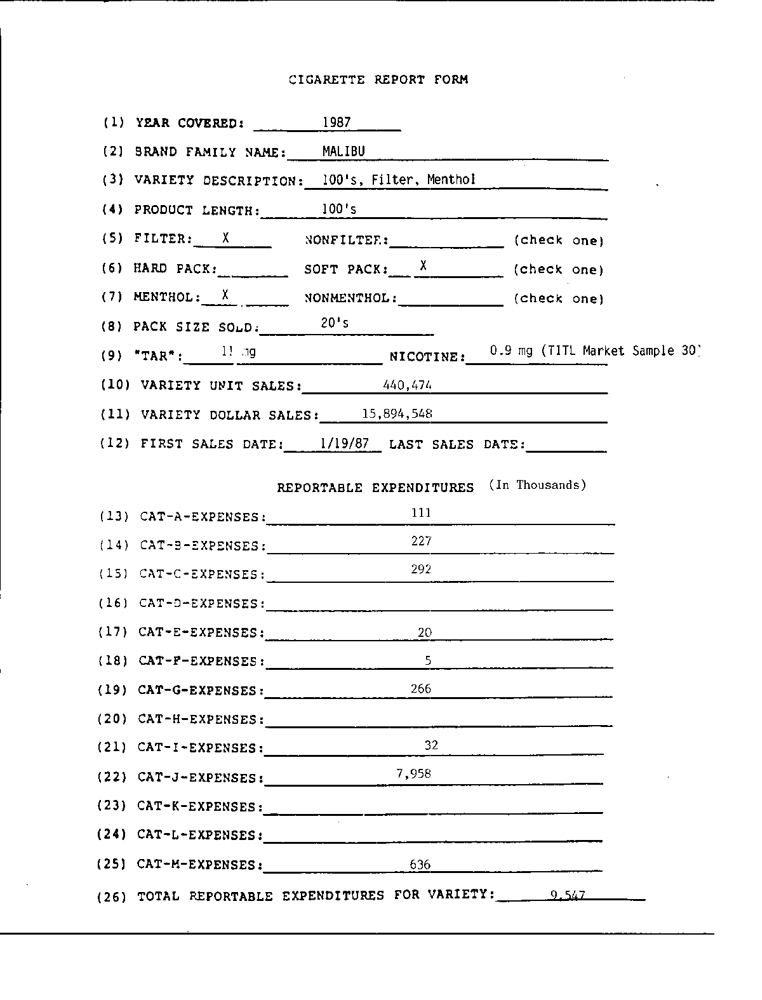 CIGARETTE REPORT FORM
(1) YEAR COVERED: 1987
(2) BRAND FAMILY NAME: MALIBU
(3) VARIETY DESCRIPTION: 100's, Filter, Menthol
(4) PRODUCT LENGTH: 100's
(5) FILTER: X NONFILTER: (check one)
(6) HARD PACK: SOFT PACK: X (check one)
(7) MENTHOL: X NONMENTHOL: (check one)
(8) PACK SIZE SOLD: 20's
(9) "TAR": mg NICOTINE: 0.9 mg (TITL Market Sample 30)
(10) VARIETY UNIT SALES: 440,474
(11) VARIETY DOLLAR SALES: 15,894,548
(12) FIRST SALES DATE: 1/19/87 LAST SALES DATE:
REPORTABLE EXPENDITURES (In Thousands)
(13) CAT-A-EXPENSES: 111
(14) CAT-B-EXPENSES: 227
(15) CAT-C-EXPENSES: 292
(16) CAT-D-EXPENSES:
(17) CAT-E-EXPENSES: 20
(18) CAT-F-EXPENSES: 5
(19) CAT-G-EXPENSES: 266
(20) CAT-H-EXPENSES:
(21) CAT-I-EXPENSES: 32
(22) CAT-J-EXPENSES: 7,958
(23) CAT-K-EXPENSES:
(24) CAT-L-EXPENSES:
(25) CAT-M-EXPENSES: 636
(26) TOTAL REPORTABLE EXPENDITURES FOR VARIETY: 9,547